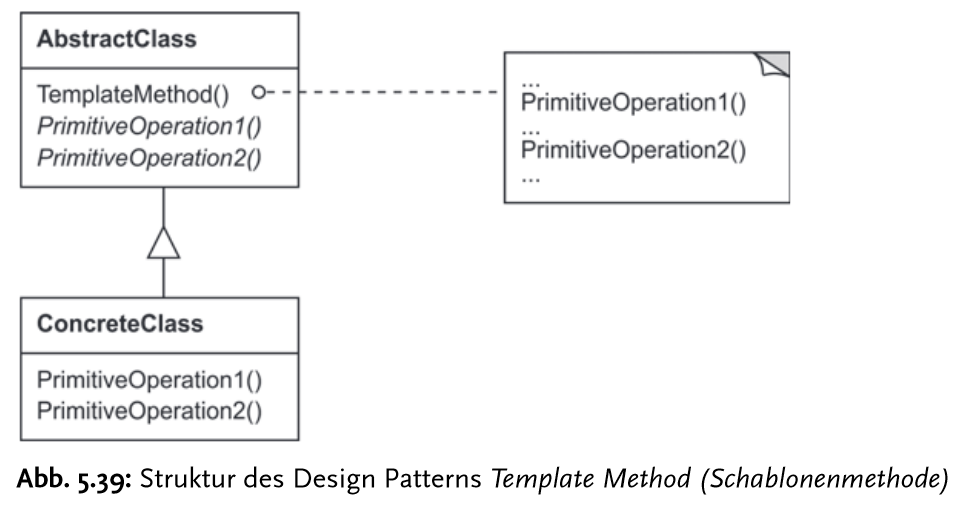 AbstractClass
TemplateMethod()
PrimitiveOperation1()
PrimitiveOperation2()
...
PrimitiveOperation1()
...
PrimitiveOperation2()
...
ConcreteClass
PrimitiveOperation1()
PrimitiveOperation2()
Abb. 5.39: Struktur des Design Patterns Template Method (Schablonenmethode)